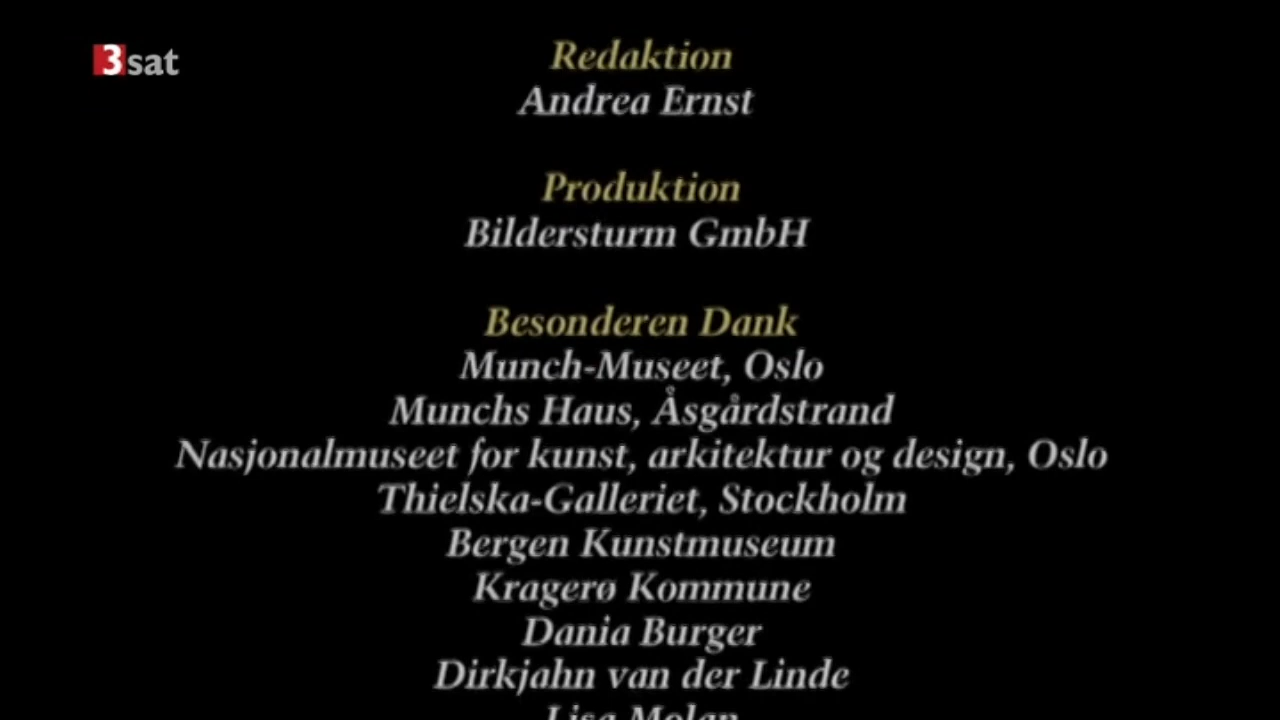 3sat
Redaktion
Andrea Ernst
Produktion
Bildersturm GmbH
Besonderen Dank
Munch-Museet, Oslo
Munchs Haus, Åsgårdstrand
Nasjonalmuseet for kunst, arkitektur og design, Oslo
Thielska-Galleriet, Stockholm
Bergen Kunstmuseum
Kragerø Kommune
Dania Burger
Dirkjahn van der Linde
Lisa